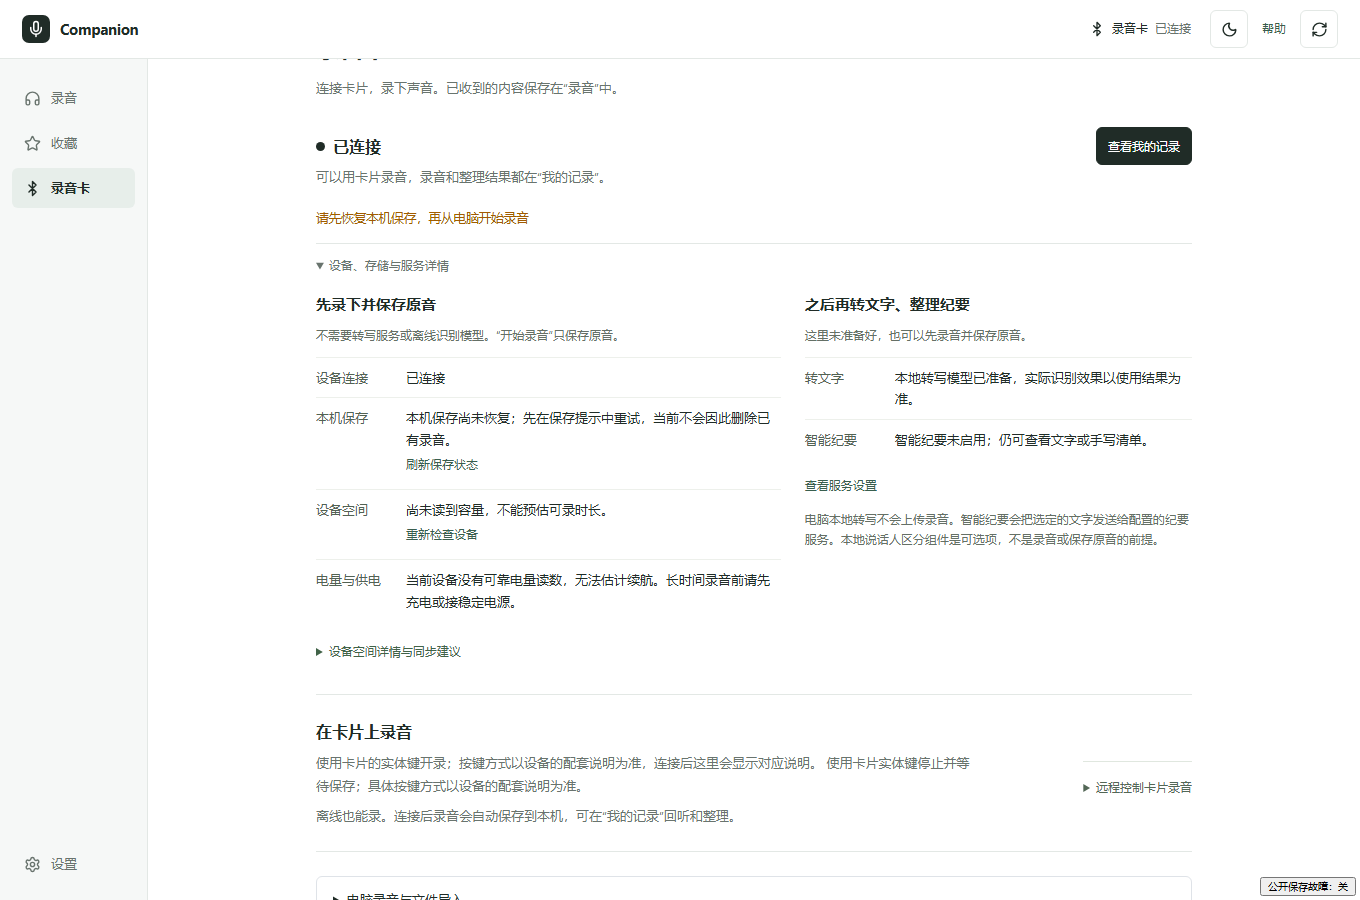 Companion
录音卡 已连接
帮助
录音
收藏
录音卡
设置
连接卡片，录下声音。已收到的内容保存在“录音”中。
已连接
查看我的记录
可以用卡片录音，录音和整理结果都在“我的记录”。
请先恢复本机保存，再从电脑开始录音
设备、存储与服务详情
先录下并保存原音
不需要转写服务或离线识别模型。“开始录音”只保存原音。
设备连接 已连接
本机保存 本机保存尚未恢复；先在保存提示中重试，当前不会因此删除已
有录音。
刷新保存状态
设备空间 尚未读到容量，不能预估可录时长。
重新检查设备
电量与供电 当前设备没有可靠电量读数，无法估计续航。长时间录音前请先
充电或接稳定电源。
设备空间详情与同步建议
之后再转文字、整理纪要
这里未准备好，也可以先录音并保存原音。
转文字 本地转写模型已准备，实际识别效果以使用结果为
准。
智能纪要 智能纪要未启用；仍可查看文字或手写清单。
查看服务设置
电脑本地转写不会上传录音。智能纪要会把选定的文字发送给配置的纪要
服务。本地说话人区分组件是可选项，不是录音或保存原音的前提。
在卡片上录音
使用卡片的实体键开录；按键方式以设备的配套说明为准，连接后这里会显示对应说明。 使用卡片实体键停止并等
待保存；具体按键方式以设备的配套说明为准。
离线也能录。连接后录音会自动保存到本机，可在“我的记录”回听和整理。
远程控制卡片录音
电脑录音与文件导入
公开保存故障：关